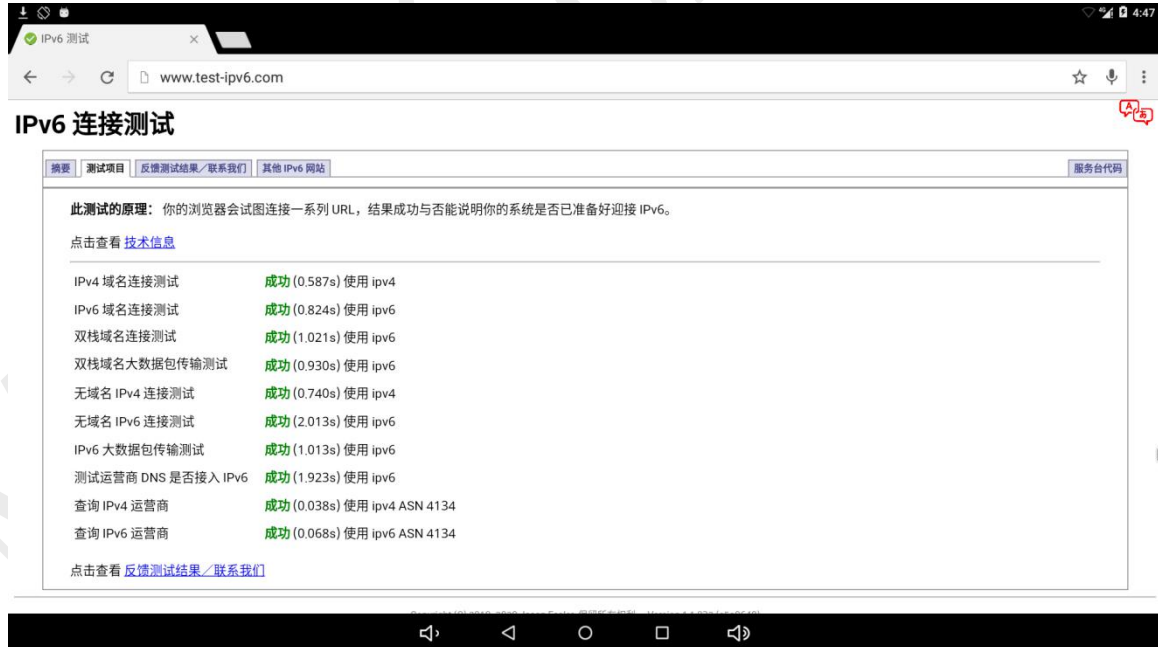 4G 4:47
IPv6 测试
www.test-ipv6.com
IPv6 连接测试
摘要 测试项目 反馈测试结果／联系我们 其他 IPv6 网站 服务台代码
此测试的原理： 你的浏览器会试图连接一系列 URL，结果成功与否能说明你的系统是否已准备好迎接 IPv6。
点击查看 技术信息
IPv4 域名连接测试 成功 (0.587s) 使用 ipv4
IPv6 域名连接测试 成功 (0.824s) 使用 ipv6
双栈域名连接测试 成功 (1.021s) 使用 ipv6
双栈域名大数据包传输测试 成功 (0.930s) 使用 ipv6
无域名 IPv4 连接测试 成功 (0.740s) 使用 ipv4
无域名 IPv6 连接测试 成功 (2.013s) 使用 ipv6
IPv6 大数据包传输测试 成功 (1.013s) 使用 ipv6
测试运营商 DNS 是否接入 IPv6 成功 (1.923s) 使用 ipv6
查询 IPv4 运营商 成功 (0.038s) 使用 ipv4 ASN 4134
查询 IPv6 运营商 成功 (0.068s) 使用 ipv6 ASN 4134
点击查看 反馈测试结果／联系我们